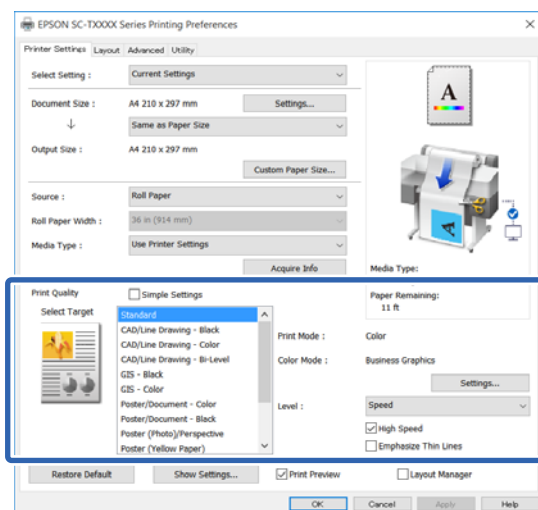 EPSON SC-TXXXX Series Printing Preferences
Printer Settings Layout Advanced Utility
Select Setting : Current Settings
Document Size : A4 210 x 297 mm Settings...
Same as Paper Size
Output Size : A4 210 x 297 mm
Custom Paper Size...
Source : Roll Paper
Roll Paper Width : 36 in (914 mm)
Media Type : Use Printer Settings
Acquire Info
A
Media Type:
Paper Remaining:
11 ft
Print Quality Simple Settings
Select Target
Standard
CAD/Line Drawing - Black
CAD/Line Drawing - Color
CAD/Line Drawing - Bi-Level
GIS - Black
GIS - Color
Poster/Document - Color
Poster/Document - Black
Poster (Photo)/Perspective
Poster (Yellow Paper)
Print Mode : Color
Color Mode : Business Graphics
Settings...
Level : Speed
High Speed
Emphasize Thin Lines
Restore Default Show Settings... Print Preview Layout Manager
OK Cancel Apply Help